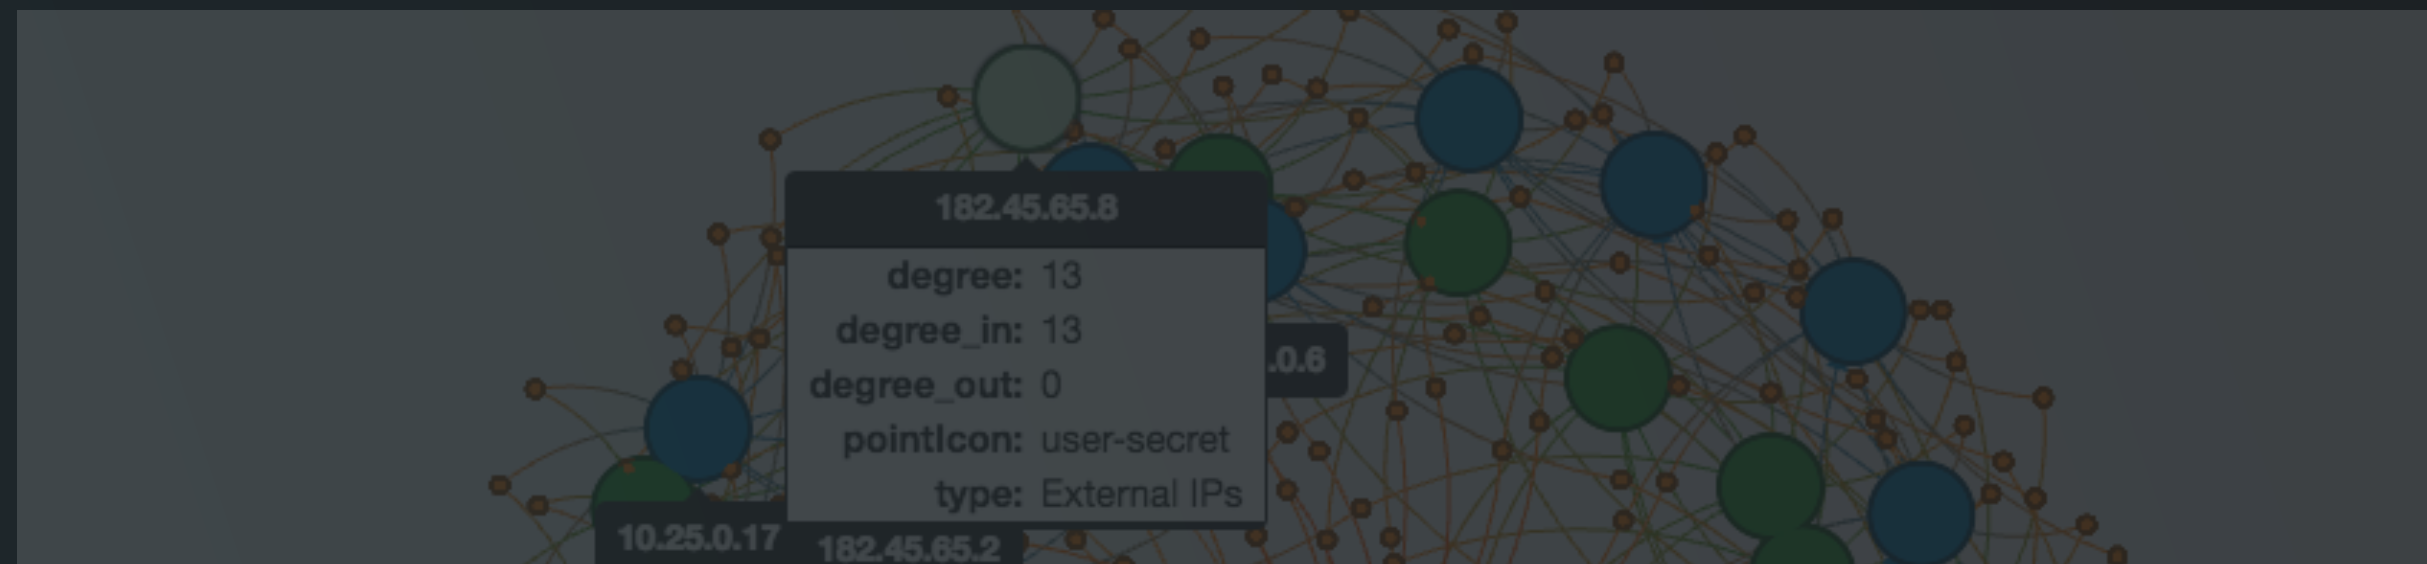 182.45.65.8
degree: 13
degree_in: 13
degree_out: 0
pointIcon: user-secret
type: External IPs
.0.6
10.25.0.17
182.45.65.2